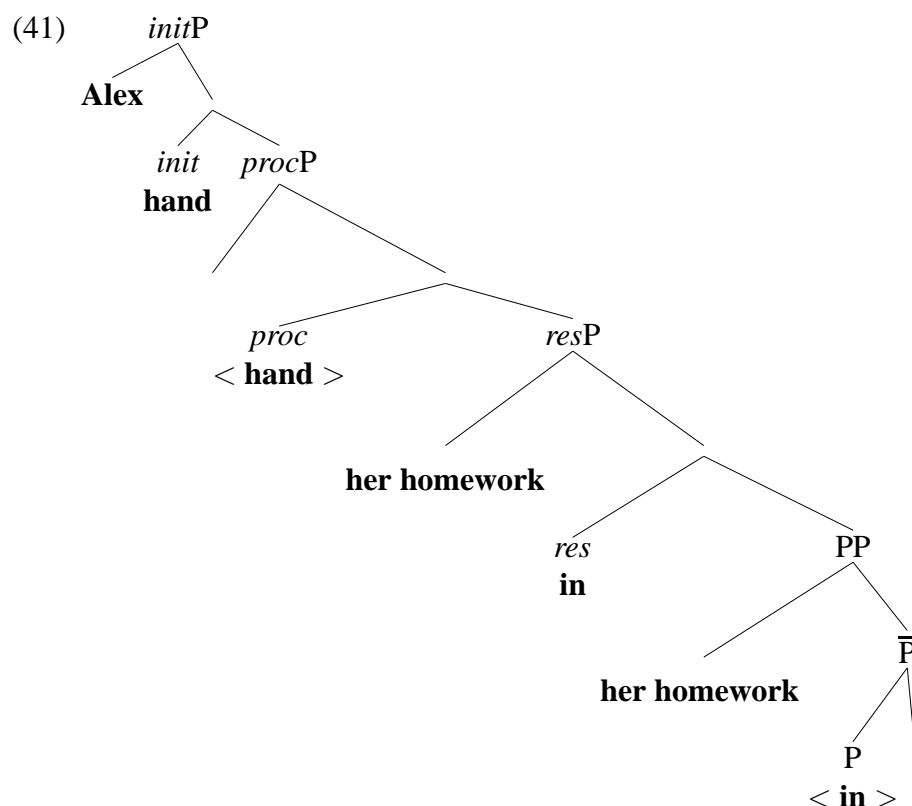 (41) initP
Alex
init procP
hand
proc resP
< hand >
her homework
res PP
in
P̅
her homework
P
< in >